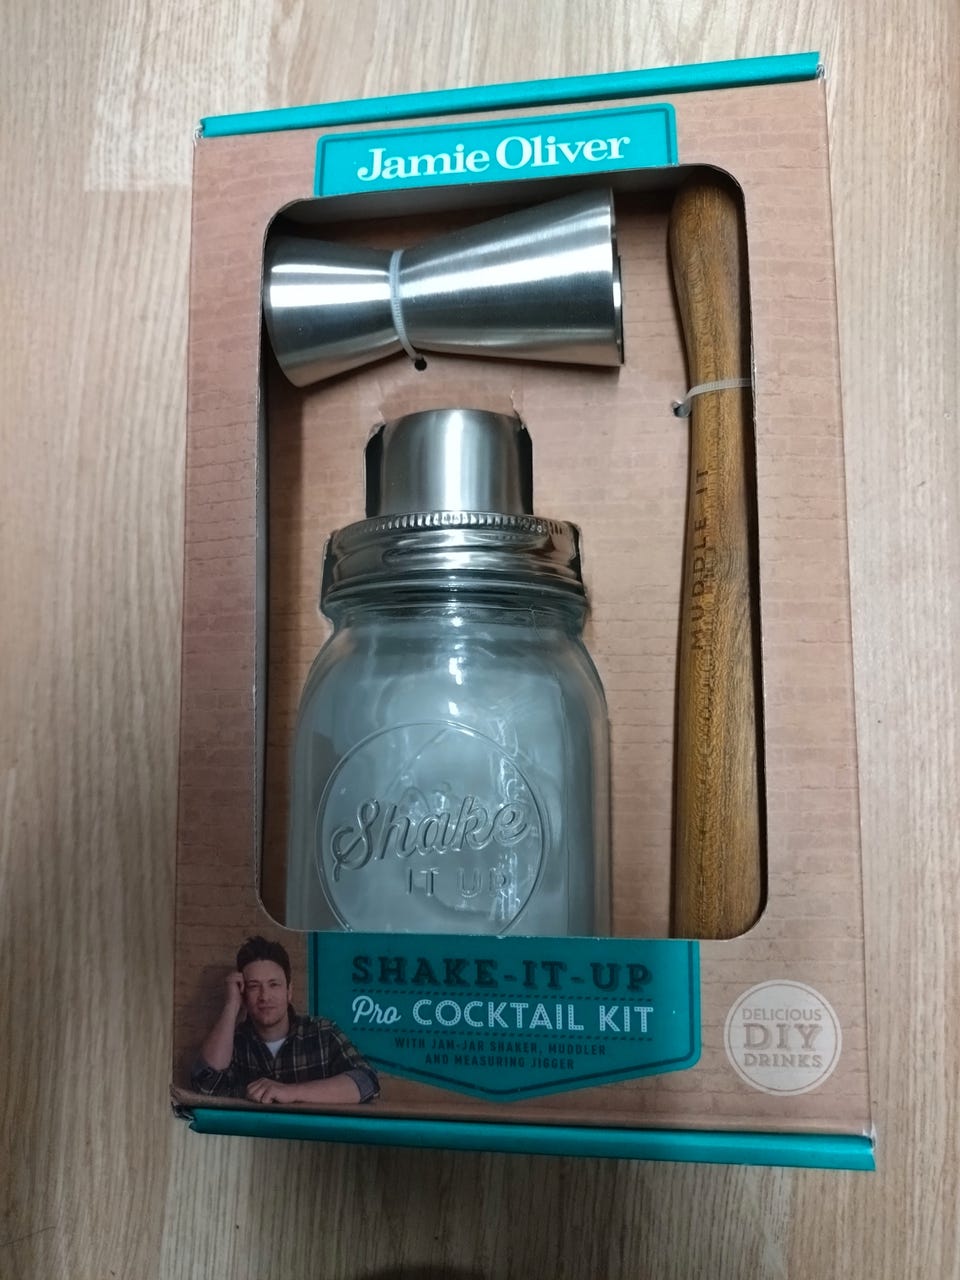 Jamie Oliver
MUDDLE IT
Shake
IT UP
SHAKE-IT-UP
Pro COCKTAIL KIT
WITH JAM-JAR SHAKER, MUDDLER
AND MEASURING JIGGER
DELICIOUS
DIY
DRINKS